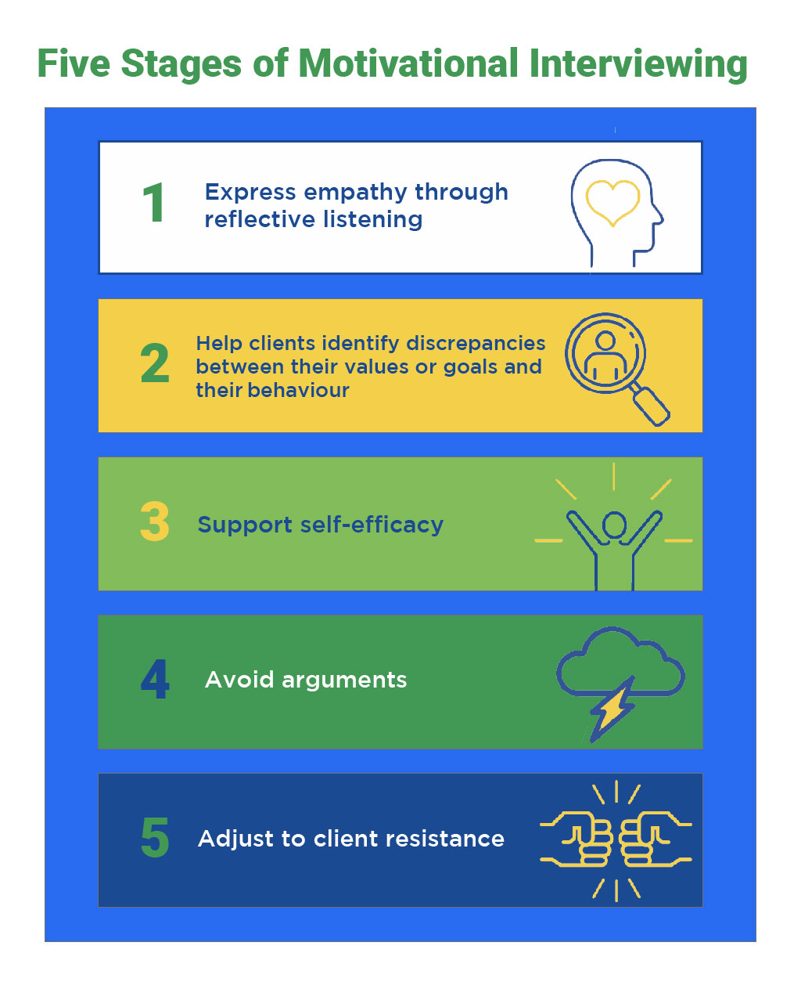 Five Stages of Motivational Interviewing
1
Express empathy through
reflective listening
2
Help clients identify discrepancies
between their values or goals and
their behaviour
3
Support self-efficacy
4
Avoid arguments
5
Adjust to client resistance